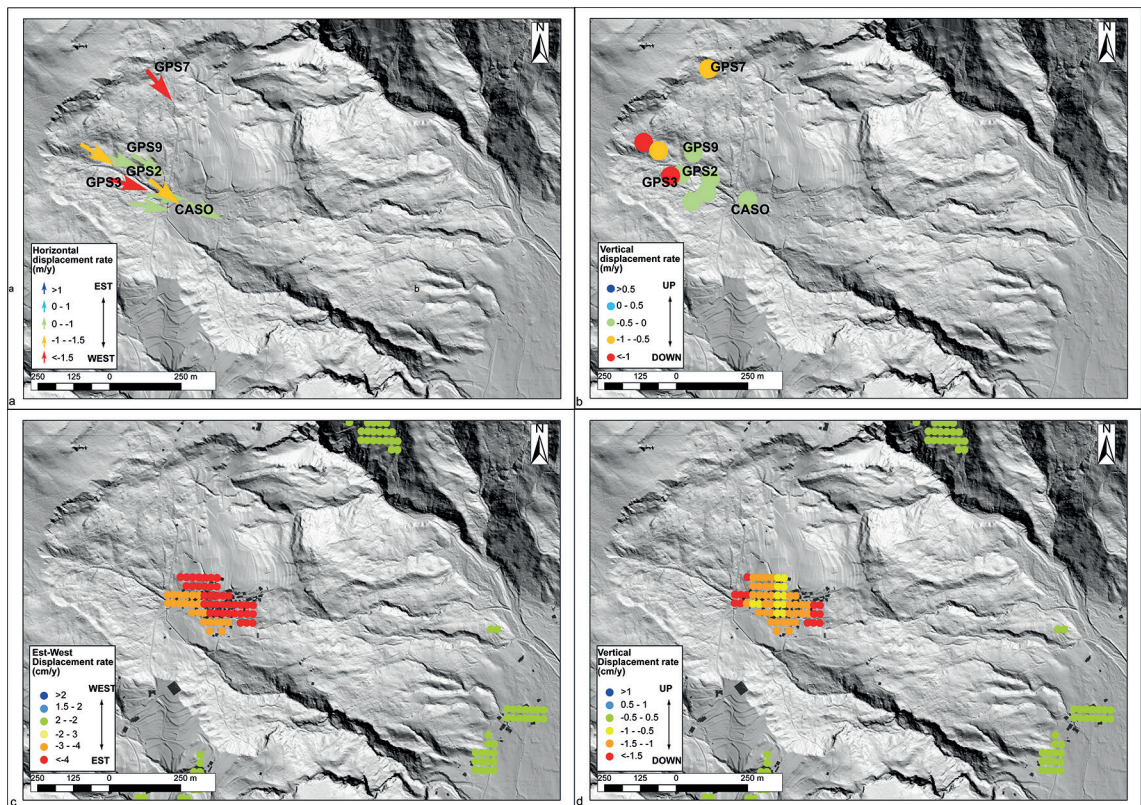 N
GPS7
GPS9
GPS2
GPS3
CASO
Horizontal
displacement rate
(m/y)
EST
>1
0 - 1
0 - -1
-1 - -1.5
<-1.5
WEST
250 125 0 250 m
a
b
a
N
GPS7
GPS9
GPS2
GPS3
CASO
Vertical
displacement rate
(m/y)
UP
>0.5
0 - 0.5
-0.5 - 0
-1 - -0.5
<-1
DOWN
250 125 0 250 m
b
N
Est-West
Displacement rate
(cm/y)
WEST
>2
1.5 - 2
2 - -2
-2 - 3
-3 - -4
<-4
EST
250 125 0 250 m
c
N
Vertical
Displacement rate
(cm/y)
UP
>1
0.5 - 1
-0.5 - 0.5
-1 - -0.5
-1.5 - -1
<-1.5
DOWN
250 125 0 250 m
d